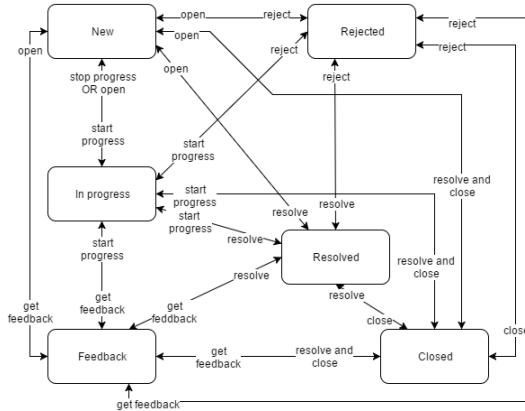 open
reject
New
Rejected
open
open
reject
reject
reject
open
reject
stop progress
OR open
start
progress
start
progress
In progress
start
progress
start
progress
resolve and
close
start
progress
resolve
resolve
Resolved
resolve
resolve and
close
get
feedback
get
feddback
get
feddback
resolve
close
close
Feedback
get
feedback
resolve and
close
Closed
get feedback